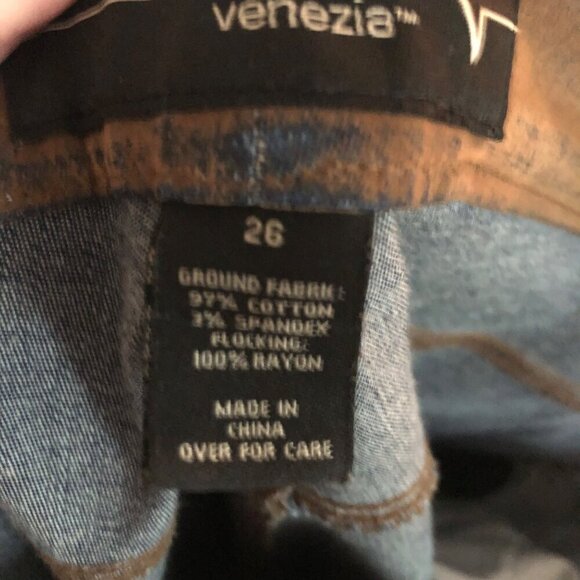 venezia™
26
GROUND FABRIC:
97% COTTON
3% SPANDEX
FLOCKING:
100% RAYON
MADE IN
CHINA
OVER FOR CARE